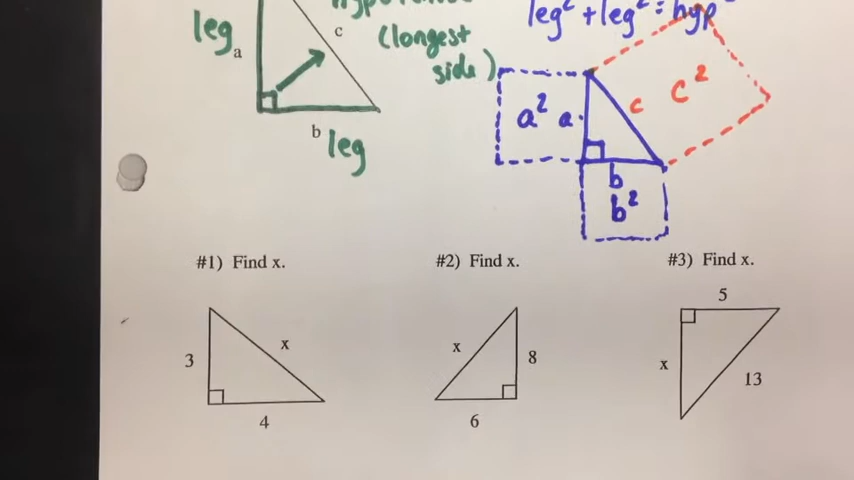 leg a
c
(longest
side)
b leg
leg² + leg² = hyp²
a² a
c c²
b
b²
#1) Find x.
#2) Find x.
#3) Find x.
3
x
4
x
8
6
5
x
13